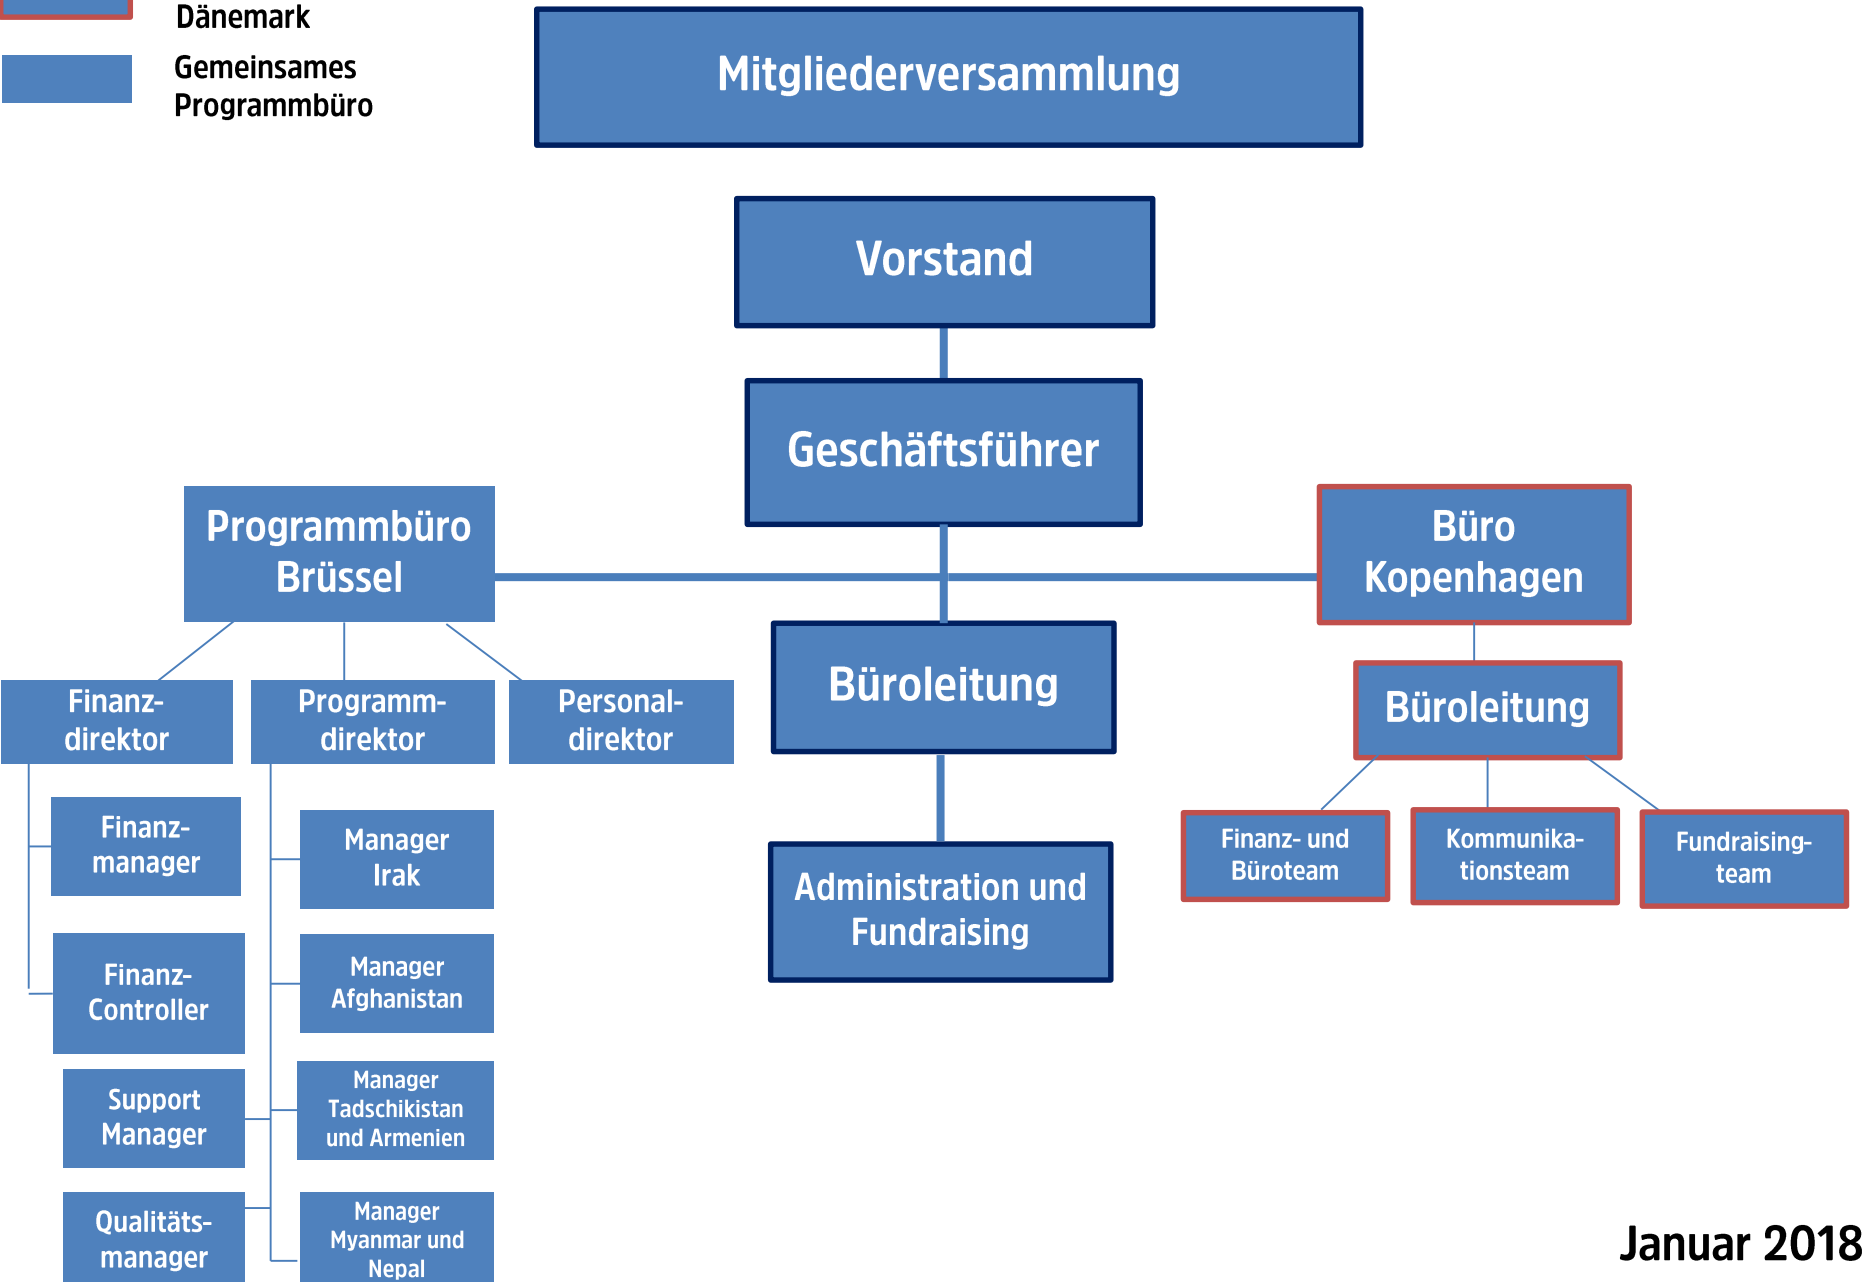 Dänemark
Gemeinsames
Programmbüro
Mitgliederversammlung
Vorstand
Geschäftsführer
Programmbüro
Brüssel
Büro
Kopenhagen
Büroleitung
Büroleitung
Finanz-
direktor
Programm-
direktor
Personal-
direktor
Finanz-
manager
Manager
Irak
Administration und
Fundraising
Finanz- und
Büroteam
Kommunika-
tionsteam
Fundraising-
team
Finanz-
Controller
Manager
Afghanistan
Support
Manager
Manager
Tadschikistan
und Armenien
Qualitäts-
manager
Manager
Myanmar und
Nepal
Januar 2018